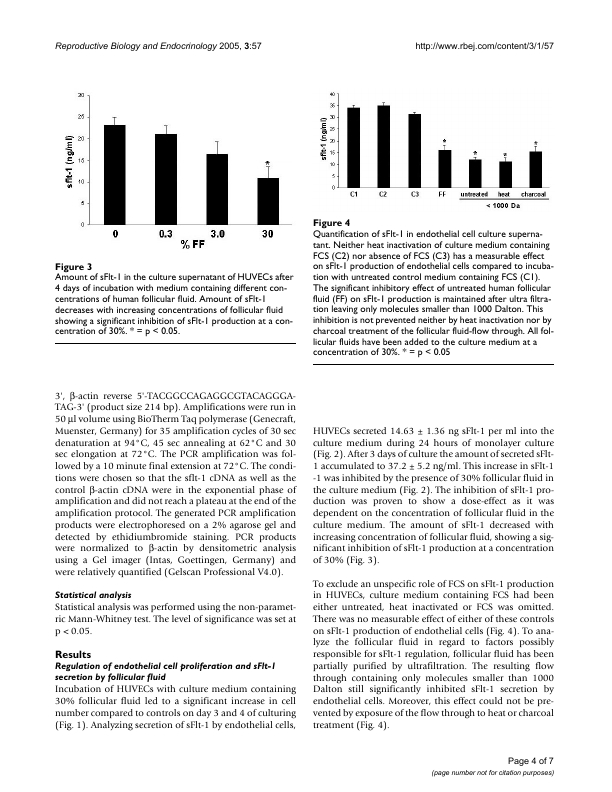 Reproductive Biology and Endocrinology 2005, 3:57
http://www.rbej.com/content/3/1/57
30
25
20
15
10
5
0
sflt-1 (ng/ml)
*
0 0.3 3.0 30
% FF
Figure 3
Amount of sFlt-1 in the culture supernatant of HUVECs after
4 days of incubation with medium containing different con-
centrations of human follicular fluid. Amount of sFlt-1
decreases with increasing concentrations of follicular fluid
showing a significant inhibition of sFlt-1 production at a con-
centration of 30%. * = p < 0.05.
40
35
30
25
20
15
10
5
0
sflt-1 (ng/ml)
* * * *
C1 C2 C3 FF untreated heat charcoal
< 1000 Da
Figure 4
Quantification of sFlt-1 in endothelial cell culture superna-
tant. Neither heat inactivation of culture medium containing
FCS (C2) nor absence of FCS (C3) has a measurable effect
on sFlt-1 production of endothelial cells compared to incuba-
tion with untreated control medium containing FCS (C1).
The significant inhibitory effect of untreated human follicular
fluid (FF) on sFlt-1 production is maintained after ultra filtra-
tion leaving only molecules smaller than 1000 Dalton. This
inhibition is not prevented neither by heat inactivation nor by
charcoal treatment of the follicular fluid-flow through. All fol-
licular fluids have been added to the culture medium at a
concentration of 30%. * = p < 0.05
3', β-actin reverse 5'-TACGGCCAGAGGCGTACAGGGA-
TAG-3' (product size 214 bp). Amplifications were run in
50 µl volume using BioTherm Taq polymerase (Genecraft,
Muenster, Germany) for 35 amplification cycles of 30 sec
denaturation at 94°C, 45 sec annealing at 62°C and 30
sec elongation at 72°C. The PCR amplification was fol-
lowed by a 10 minute final extension at 72°C. The condi-
tions were chosen so that the sflt-1 cDNA as well as the
control β-actin cDNA were in the exponential phase of
amplification and did not reach a plateau at the end of the
amplification protocol. The generated PCR amplification
products were electrophoresed on a 2% agarose gel and
detected by ethidiumbromide staining. PCR products
were normalized to β-actin by densitometric analysis
using a Gel imager (Intas, Goettingen, Germany) and
were relatively quantified (Gelscan Professional V4.0).
Statistical analysis
Statistical analysis was performed using the non-paramet-
ric Mann-Whitney test. The level of significance was set at
p < 0.05.
Results
Regulation of endothelial cell proliferation and sFlt-1
secretion by follicular fluid
Incubation of HUVECs with culture medium containing
30% follicular fluid led to a significant increase in cell
number compared to controls on day 3 and 4 of culturing
(Fig. 1). Analyzing secretion of sFlt-1 by endothelial cells,
HUVECs secreted 14.63 ± 1.36 ng sFlt-1 per ml into the
culture medium during 24 hours of monolayer culture
(Fig. 2). After 3 days of culture the amount of secreted sFlt-
1 accumulated to 37.2 ± 5.2 ng/ml. This increase in sFlt-1
-1 was inhibited by the presence of 30% follicular fluid in
the culture medium (Fig. 2). The inhibition of sFlt-1 pro-
duction was proven to show a dose-effect as it was
dependent on the concentration of follicular fluid in the
culture medium. The amount of sFlt-1 decreased with
increasing concentration of follicular fluid, showing a sig-
nificant inhibition of sFlt-1 production at a concentration
of 30% (Fig. 3).
To exclude an unspecific role of FCS on sFlt-1 production
in HUVECs, culture medium containing FCS had been
either untreated, heat inactivated or FCS was omitted.
There was no measurable effect of either of these controls
on sFlt-1 production of endothelial cells (Fig. 4). To ana-
lyze the follicular fluid in regard to factors possibly
responsible for sFlt-1 regulation, follicular fluid has been
partially purified by ultrafiltration. The resulting flow
through containing only molecules smaller than 1000
Dalton still significantly inhibited sFlt-1 secretion by
endothelial cells. Moreover, this effect could not be pre-
vented by exposure of the flow through to heat or charcoal
treatment (Fig. 4).
Page 4 of 7
(page number not for citation purposes)